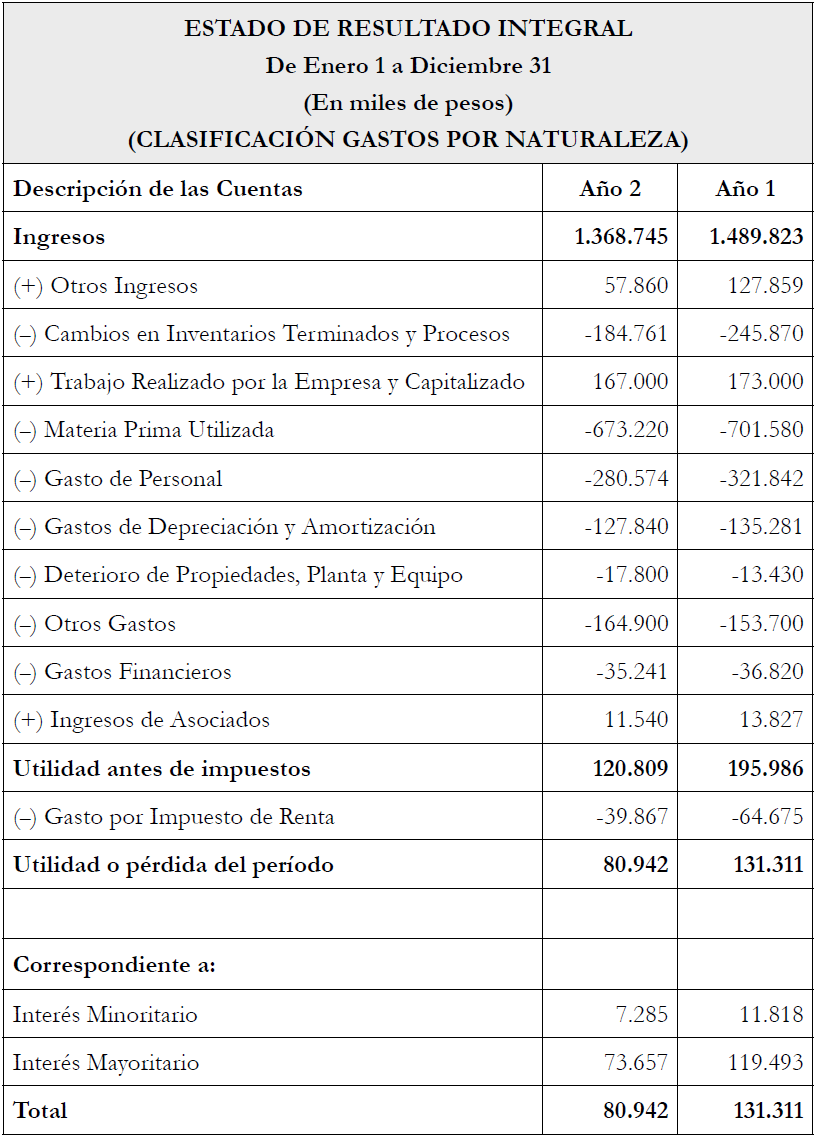 ESTADO DE RESULTADO INTEGRAL
De Enero 1 a Diciembre 31
(En miles de pesos)
(CLASIFICACIÓN GASTOS POR NATURALEZA)
Descripción de las Cuentas Año 2 Año 1
Ingresos 1.368.745 1.489.823
(+) Otros Ingresos 57.860 127.859
(–) Cambios en Inventarios Terminados y Procesos -184.761 -245.870
(+) Trabajo Realizado por la Empresa y Capitalizado 167.000 173.000
(–) Materia Prima Utilizada -673.220 -701.580
(–) Gasto de Personal -280.574 -321.842
(–) Gastos de Depreciación y Amortización -127.840 -135.281
(–) Deterioro de Propiedades, Planta y Equipo -17.800 -13.430
(–) Otros Gastos -164.900 -153.700
(–) Gastos Financieros -35.241 -36.820
(+) Ingresos de Asociados 11.540 13.827
Utilidad antes de impuestos 120.809 195.986
(–) Gasto por Impuesto de Renta -39.867 -64.675
Utilidad o pérdida del período 80.942 131.311
Correspondiente a:
Interés Minoritario 7.285 11.818
Interés Mayoritario 73.657 119.493
Total 80.942 131.311